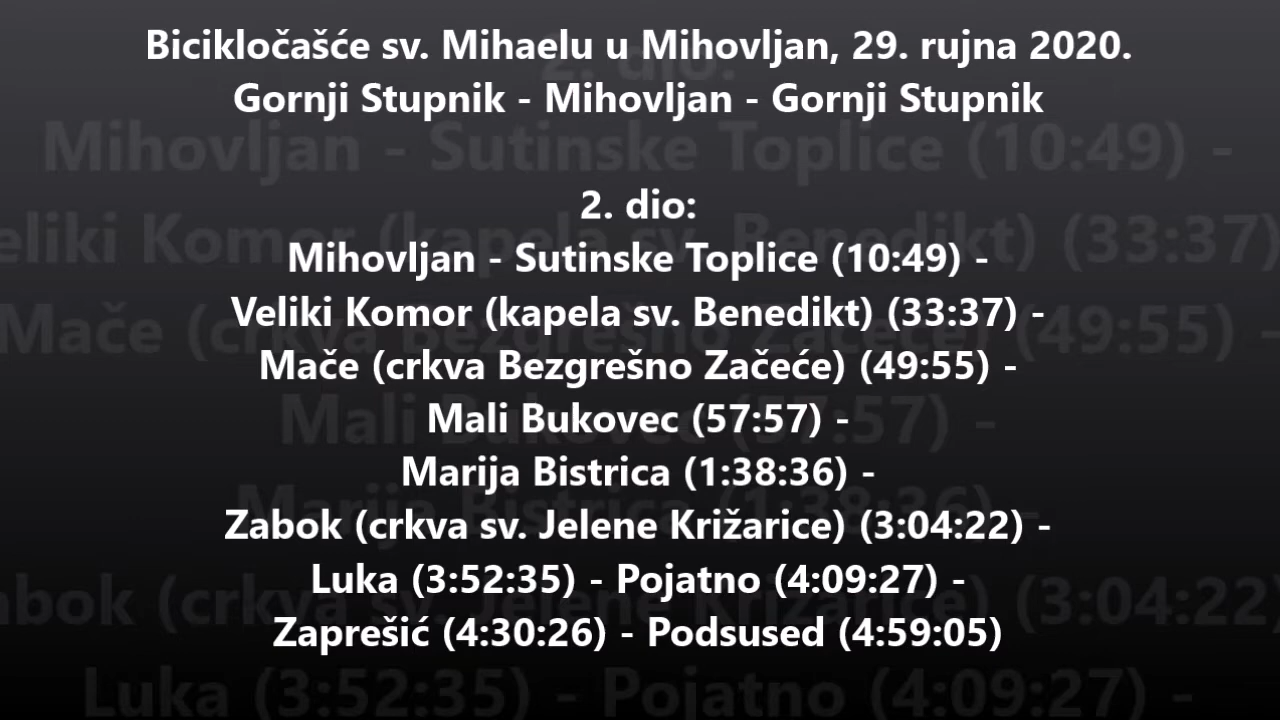 Bicikločašće sv. Mihaelu u Mihovljan, 29. rujna 2020.
Gornji Stupnik - Mihovljan - Gornji Stupnik
2. dio:
Mihovljan - Sutinske Toplice (10:49) -
Veliki Komor (kapela sv. Benedikt) (33:37) -
Mače (crkva Bezgrešno Začeće) (49:55) -
Mali Bukovec (57:57) -
Marija Bistrica (1:38:36) -
Zabok (crkva sv. Jelene Križarice) (3:04:22) -
Luka (3:52:35) - Pojatno (4:09:27) -
Zaprešić (4:30:26) - Podsused (4:59:05)